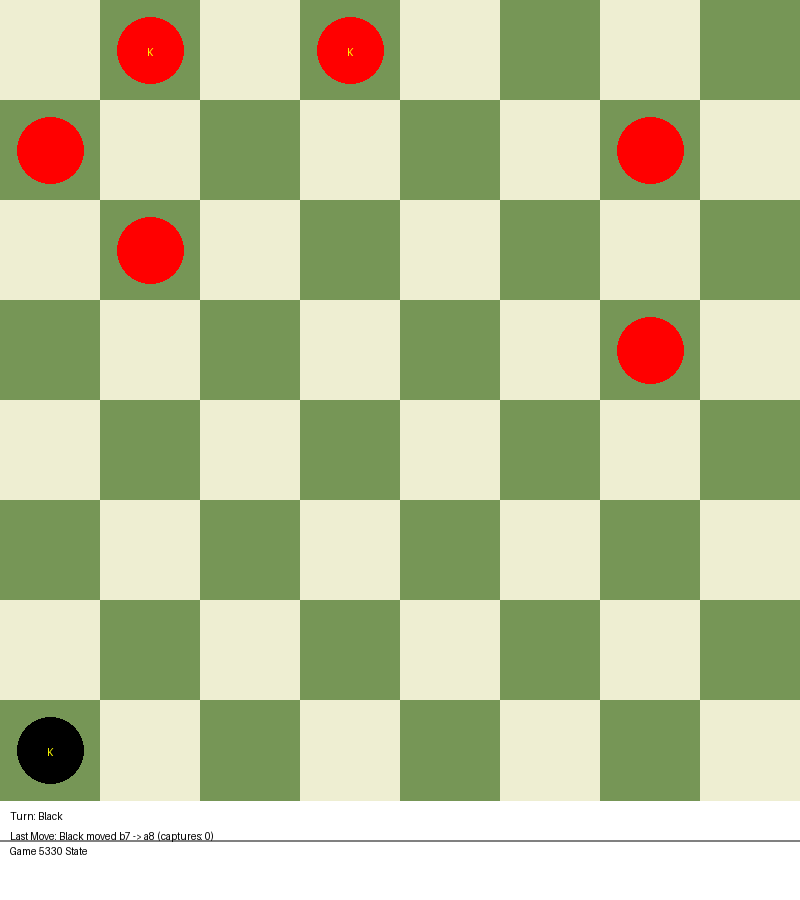 K
K
K
Turn: Black
Last Move: Black moved b7 -> a8 (captures: 0)
Game 5330 State